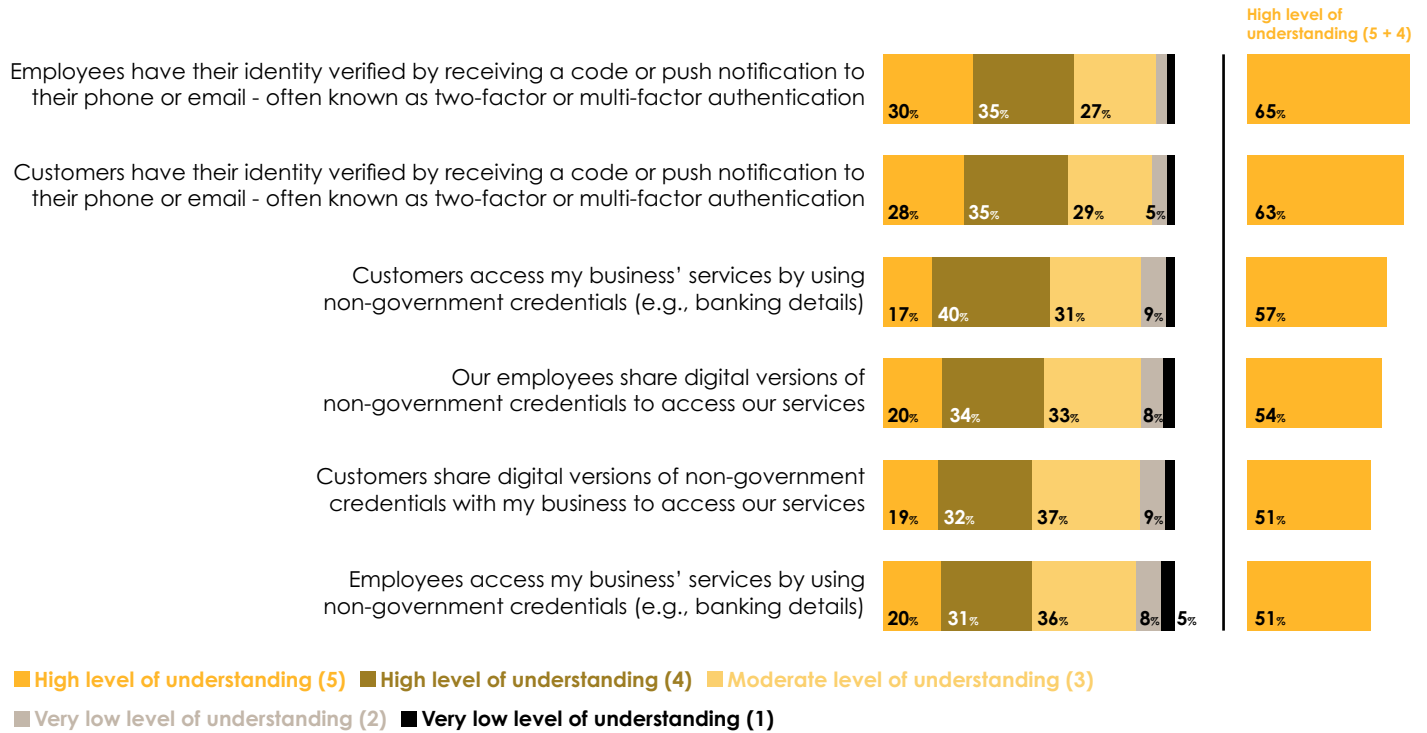 High level of
understanding (5 + 4)
Employees have their identity verified by receiving a code or push notification to
their phone or email - often known as two-factor or multi-factor authentication
30% 35% 27% 65%
Customers have their identity verified by receiving a code or push notification to
their phone or email - often known as two-factor or multi-factor authentication
28% 35% 29% 5% 63%
Customers access my business’ services by using
non-government credentials (e.g., banking details)
17% 40% 31% 9% 57%
Our employees share digital versions of
non-government credentials to access our services
20% 34% 33% 8% 54%
Customers share digital versions of non-government
credentials with my business to access our services
19% 32% 37% 9% 51%
Employees access my business’ services by using
non-government credentials (e.g., banking details)
20% 31% 36% 8% 5% 51%
High level of understanding (5) High level of understanding (4) Moderate level of understanding (3)
Very low level of understanding (2) Very low level of understanding (1)